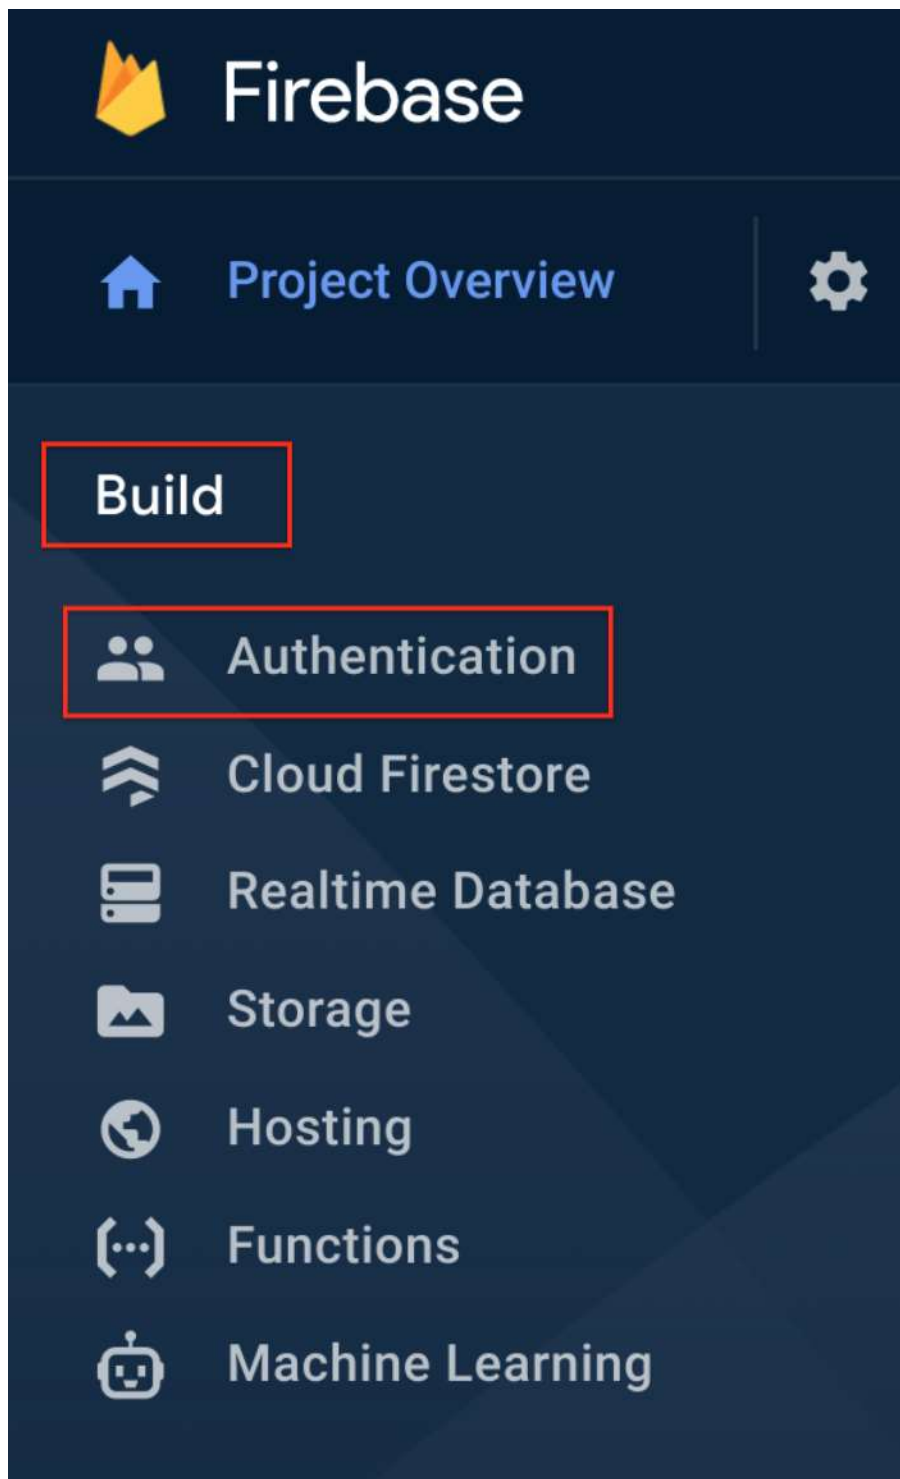 Firebase
Project Overview
Build
Authentication
Cloud Firestore
Realtime Database
Storage
Hosting
Functions
Machine Learning